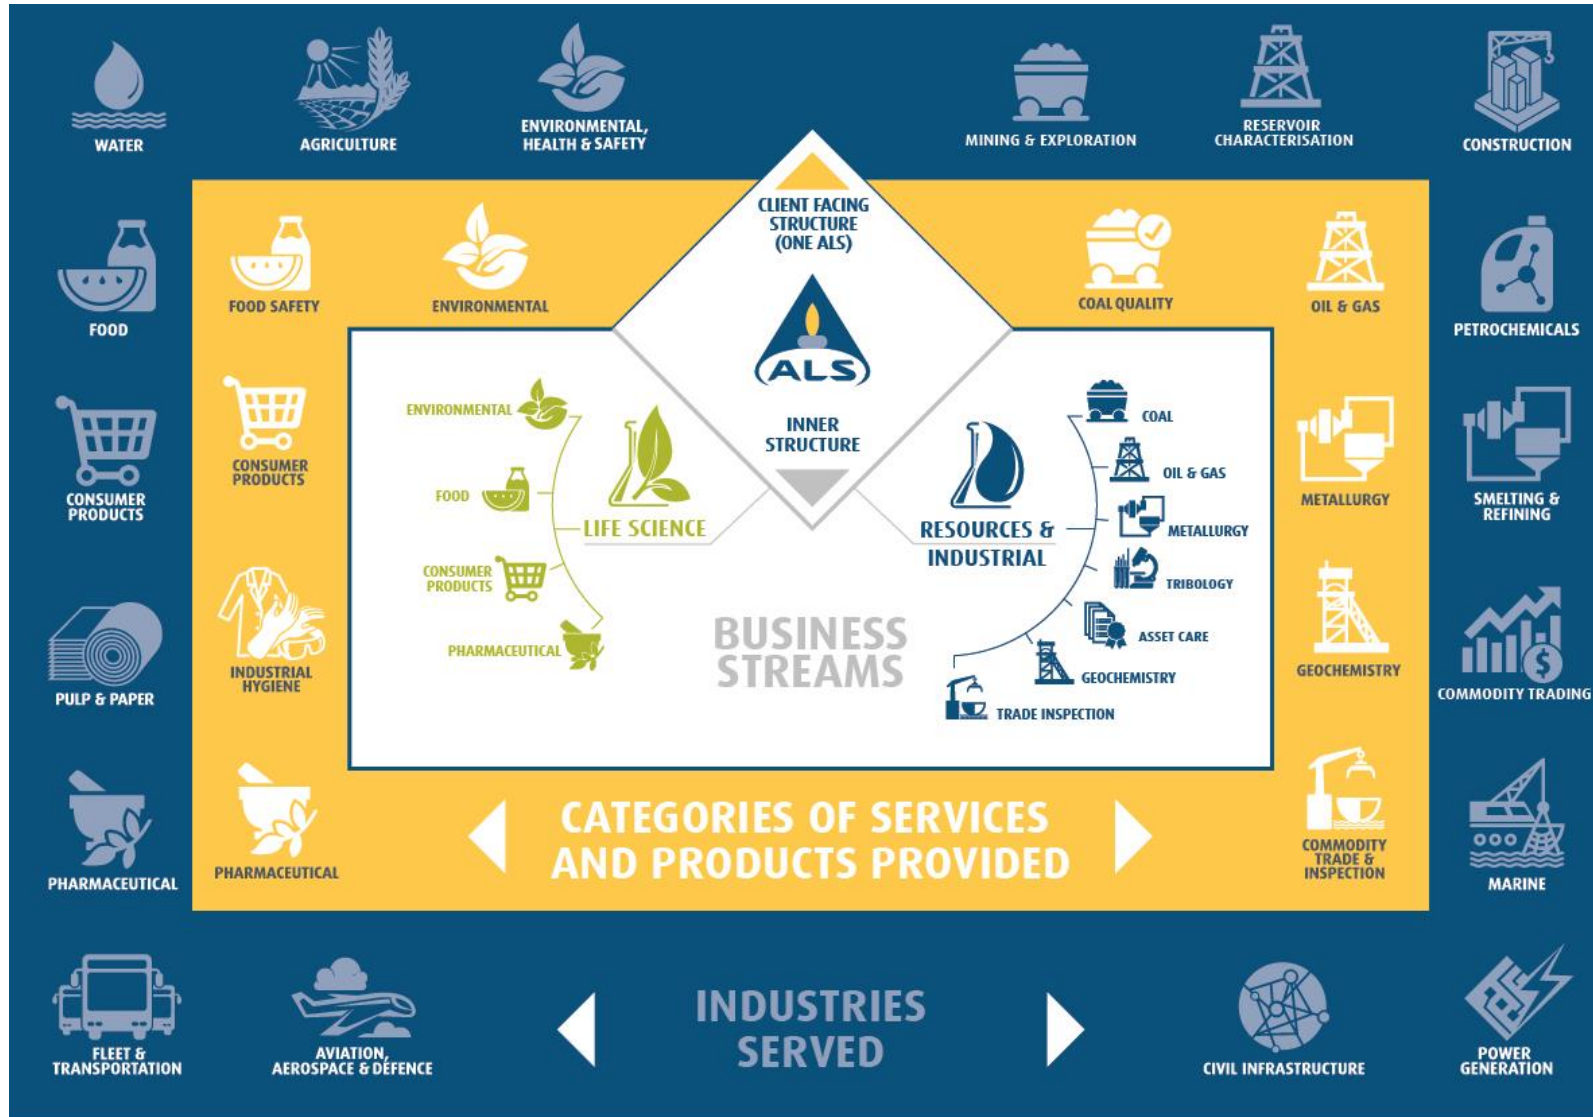 WATER
AGRICULTURE
ENVIRONMENTAL,
HEALTH & SAFETY
MINING & EXPLORATION
RESERVOIR
CHARACTERISATION
CONSTRUCTION
FOOD
CONSUMER
PRODUCTS
PULP & PAPER
PHARMACEUTICAL
FLEET &
TRANSPORTATION
AVIATION,
AEROSPACE & DEFENCE
INDUSTRIES
SERVED
CIVIL INFRASTRUCTURE
POWER
GENERATION
PETROCHEMICALS
SMELTING &
REFINING
$
COMMODITY TRADING
MARINE
FOOD SAFETY
ENVIRONMENTAL
CONSUMER
PRODUCTS
INDUSTRIAL
HYGIENE
PHARMACEUTICAL
CATEGORIES OF SERVICES
AND PRODUCTS PROVIDED
COAL QUALITY
OIL & GAS
METALLURGY
GEOCHEMISTRY
COMMODITY
TRADE &
INSPECTION
CLIENT FACING
STRUCTURE
(ONE ALS)
ALS
INNER
STRUCTURE
ENVIRONMENTAL
FOOD
LIFE SCIENCE
CONSUMER
PRODUCTS
PHARMACEUTICAL
BUSINESS
STREAMS
RESOURCES &
INDUSTRIAL
COAL
OIL & GAS
METALLURGY
TRIBOLOGY
ASSET CARE
GEOCHEMISTRY
TRADE INSPECTION